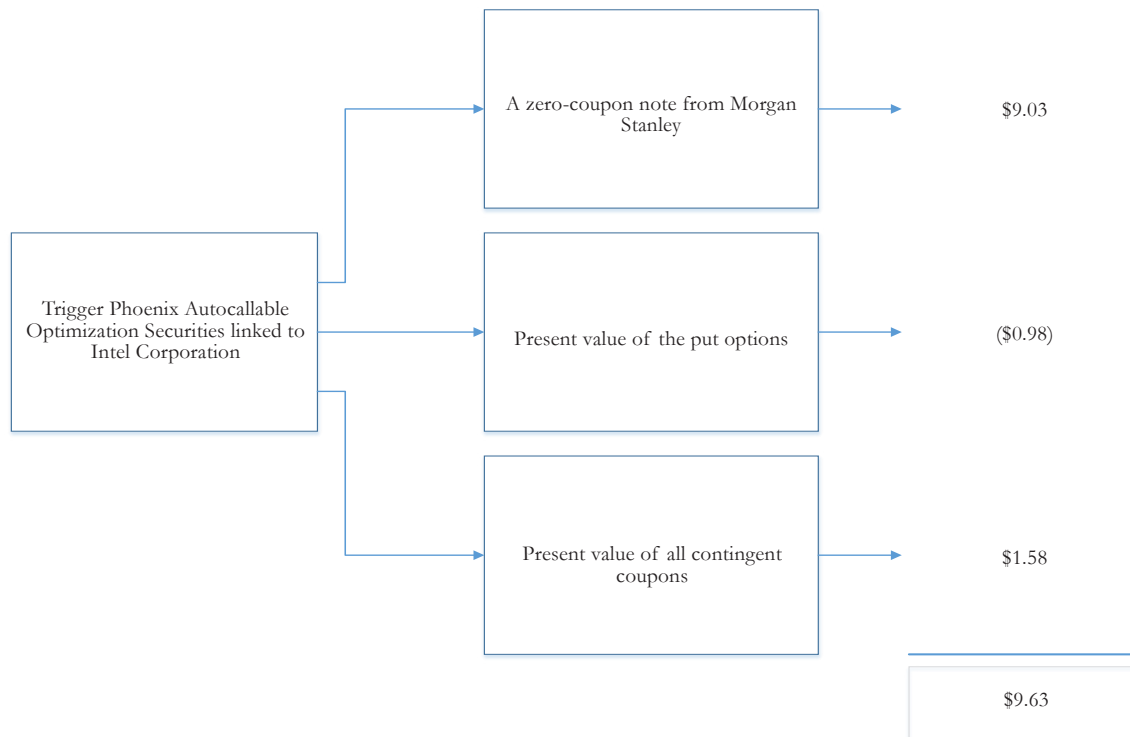 A zero-coupon note from Morgan
Stanley
$9.03
Trigger Phoenix Autocallable
Optimization Securities linked to
Intel Corporation
Present value of the put options
($0.98)
Present value of all contingent
coupons
$1.58
$9.63